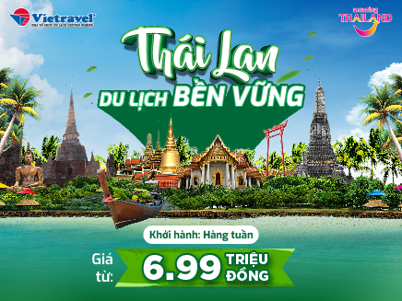 Vietravel
amazing
THAILAND
Thái Lan
DU LỊCH BỀN VỮNG
Khởi hành: Hàng tuần
Giá
từ:
6.99
TRIỆU
ĐỒNG